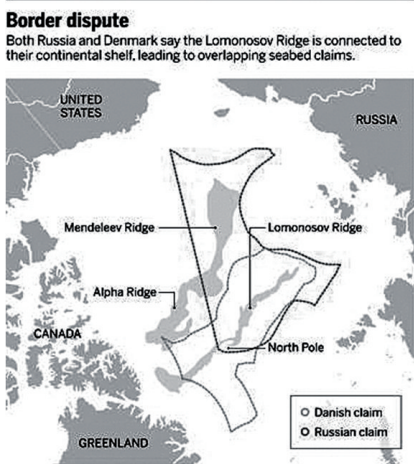 Border dispute
Both Russia and Denmark say the Lomonosov Ridge is connected to
their continental shelf, leading to overlapping seabed claims.
UNITED
STATES
RUSSIA
Mendeleev Ridge
Lomonosov Ridge
Alpha Ridge
CANADA
North Pole
Danish claim
Russian claim
GREENLAND